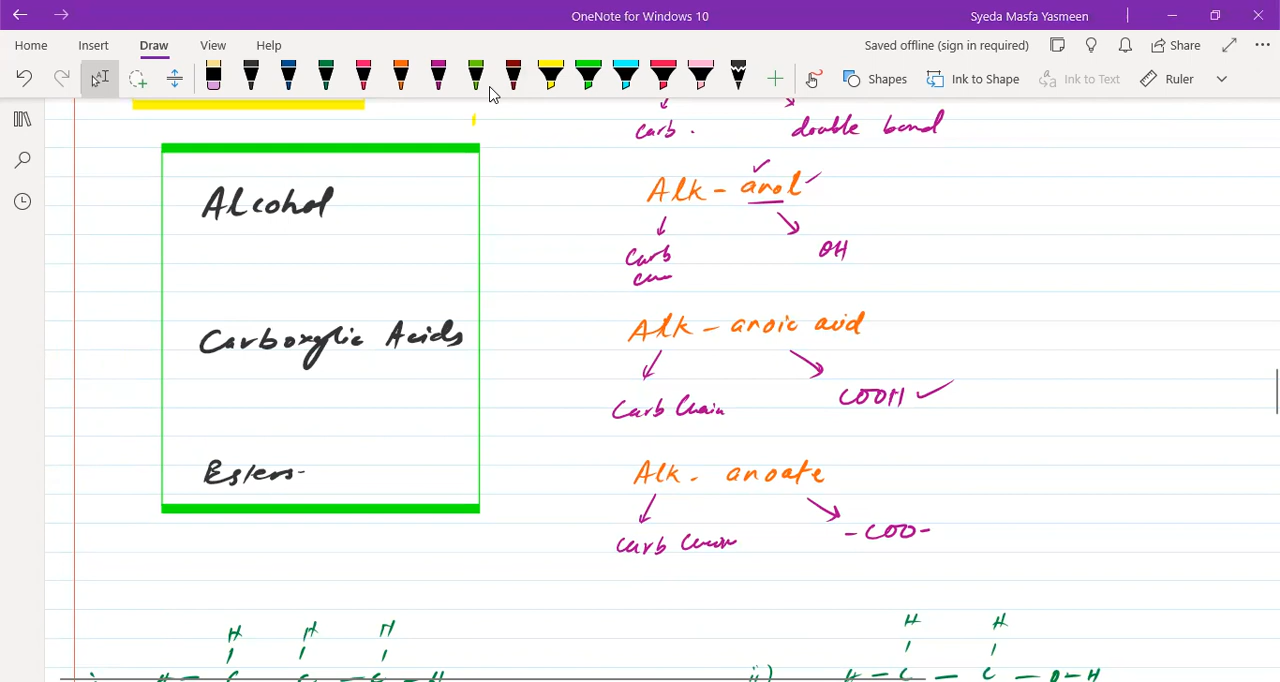 OneNote for Windows 10
Syeda Masfa Yasmeen
Home Insert Draw View Help
Saved offline (sign in required) Share
Shapes Ink to Shape Ink to Text Ruler
Carb. double bond
Alcohol
Alk - anol
Carb OH
Carboxylic Acids
Alk - anoic acid
Carb Chain COOH
Esters
Alk. anoate
Carb Chain - COO -
H H H
H H
ii)
H - C - C - O - H